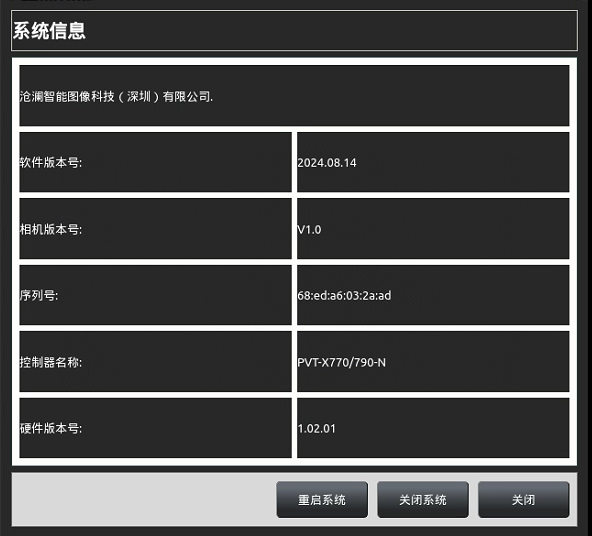 系统信息
沧澜智能图像科技（深圳）有限公司.
软件版本号: 2024.08.14
相机版本号: V1.0
序列号: 68:ed:a6:03:2a:ad
控制器名称: PVT-X770/790-N
硬件版本号: 1.02.01
重启系统 关闭系统 关闭